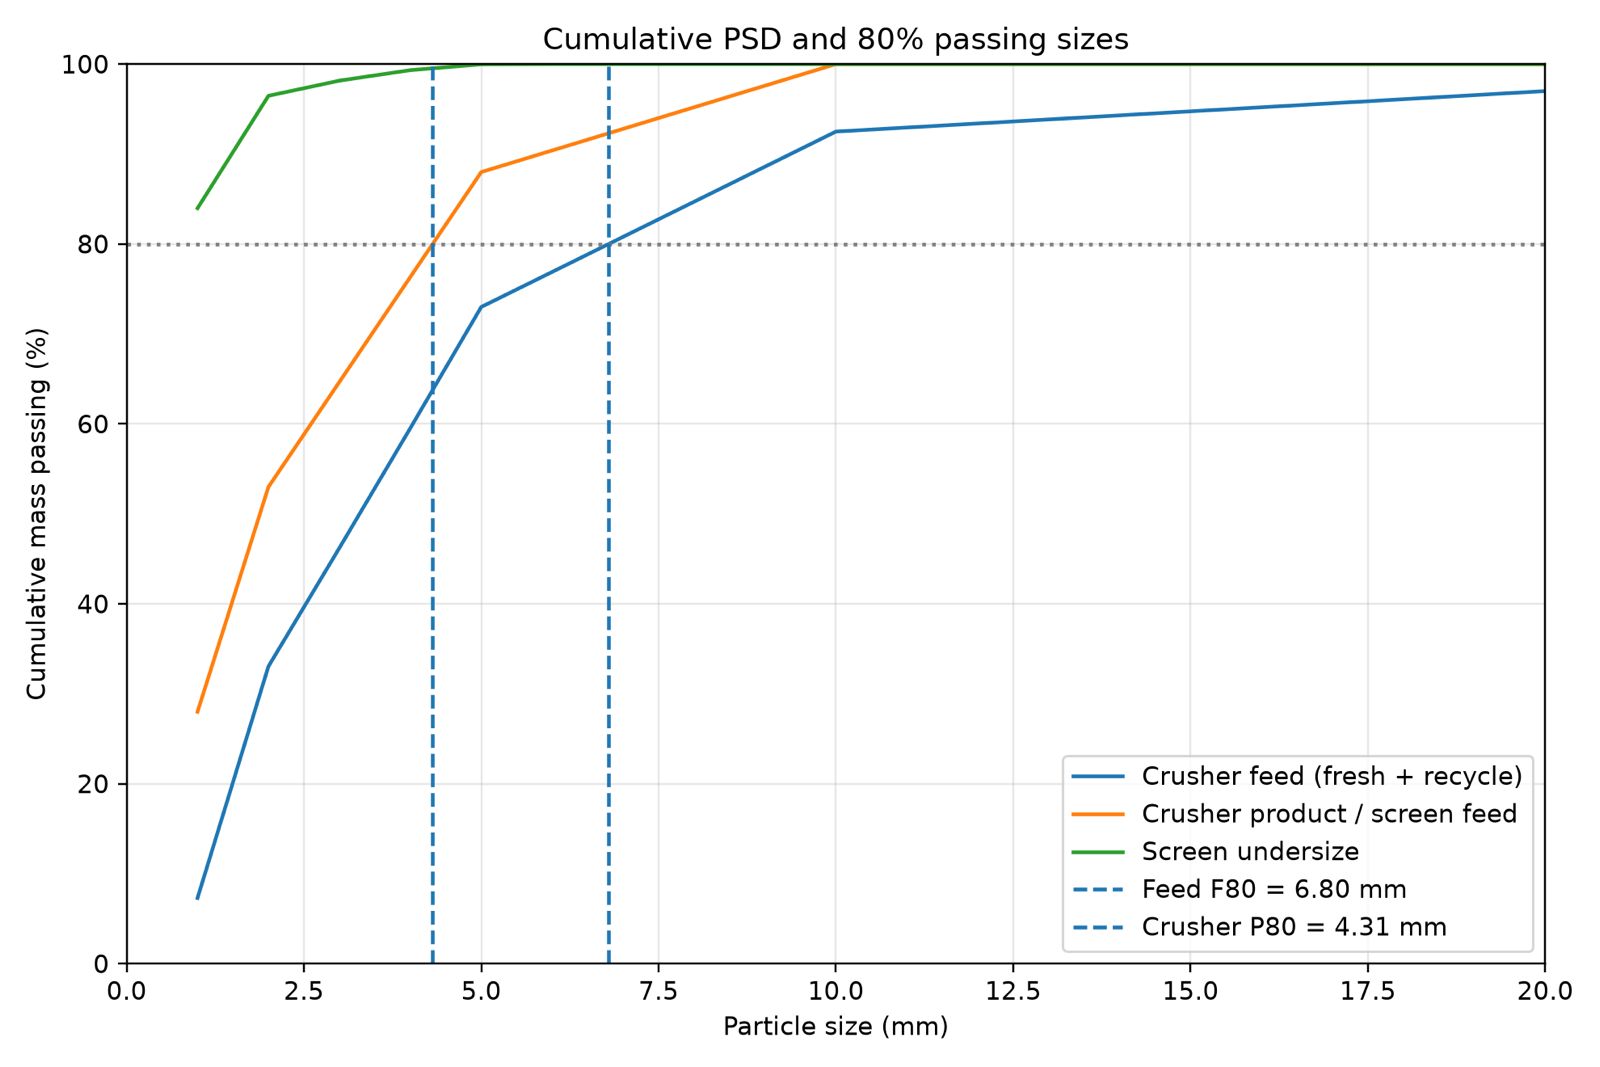 Cumulative PSD and 80% passing sizes
Cumulative mass passing (%)
100
80
60
40
20
0
Crusher feed (fresh + recycle)
Crusher product / screen feed
Screen undersize
Feed F80 = 6.80 mm
Crusher P80 = 4.31 mm
0.0 2.5 5.0 7.5 10.0 12.5 15.0 17.5 20.0
Particle size (mm)